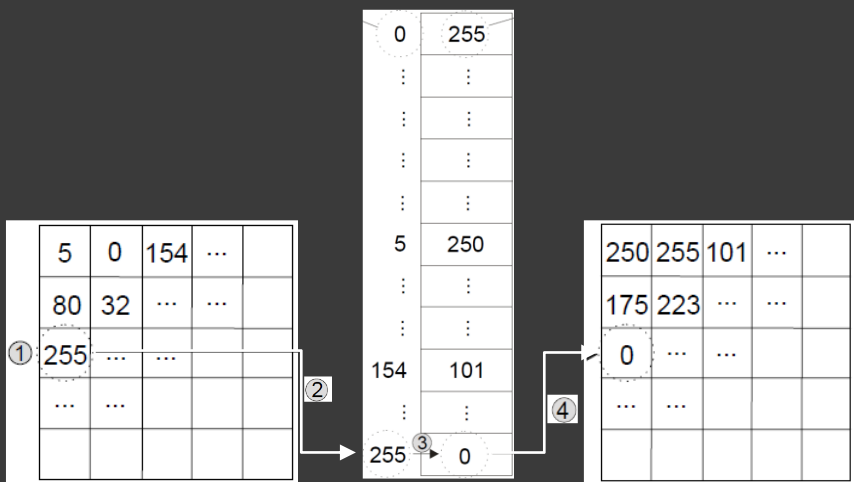 0 255
⋮ ⋮
⋮ ⋮
⋮ ⋮
⋮ ⋮
5 250
⋮ ⋮
⋮ ⋮
154 101
⋮ ⋮
255 ③ 0
5 0 154 ...
80 32 ... ...
① 255 ... ...
... ...
②
④
250 255 101 ...
175 223 ... ...
0 ... ...
... ...